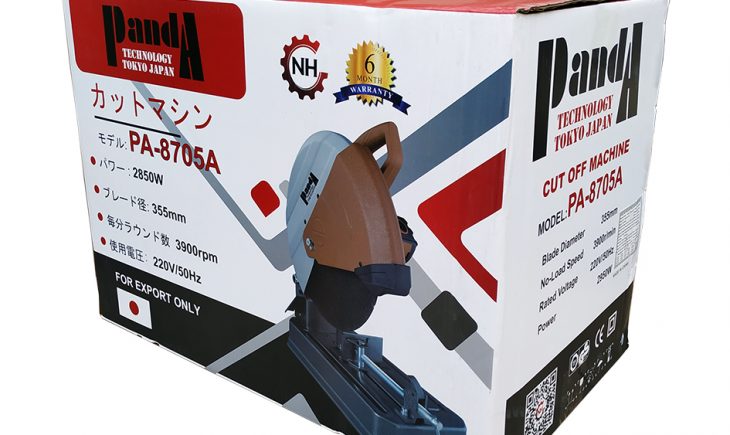 PandA
TECHNOLOGY
TOKYO JAPAN
カットマシン
モデル: PA-8705A
パワー : 2850W
ブレード径: 355mm
毎分ラウンド数 3900rpm
使用電圧: 220V/50Hz
FOR EXPORT ONLY
NH
6
MONTH
WARRANTY
PandA
PandA
TECHNOLOGY
TOKYO JAPAN
CUT OFF MACHINE
MODEL: PA-8705A
Blade Diameter 355mm
No-Load Speed 3900r/min
Rated Voltage 220V/50Hz
Power 2850W